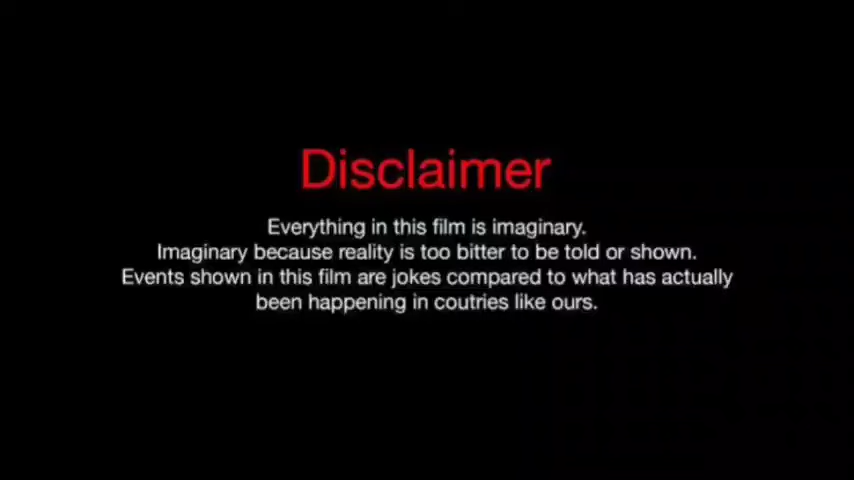 Disclaimer
Everything in this film is imaginary.
Imaginary because reality is too bitter to be told or shown.
Events shown in this film are jokes compared to what has actually
been happening in coutries like ours.